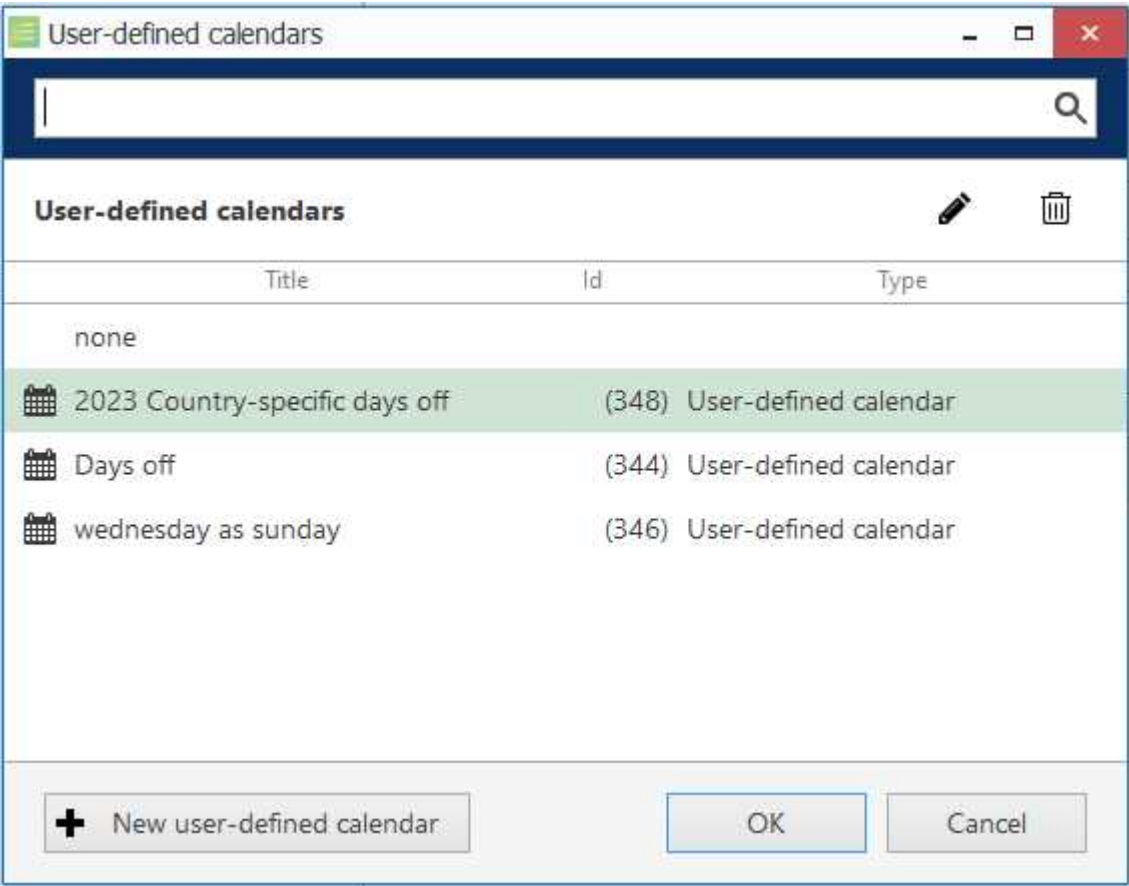 User-defined calendars
User-defined calendars
Title Id Type
none
2023 Country-specific days off (348) User-defined calendar
Days off (344) User-defined calendar
wednesday as sunday (346) User-defined calendar
New user-defined calendar OK Cancel